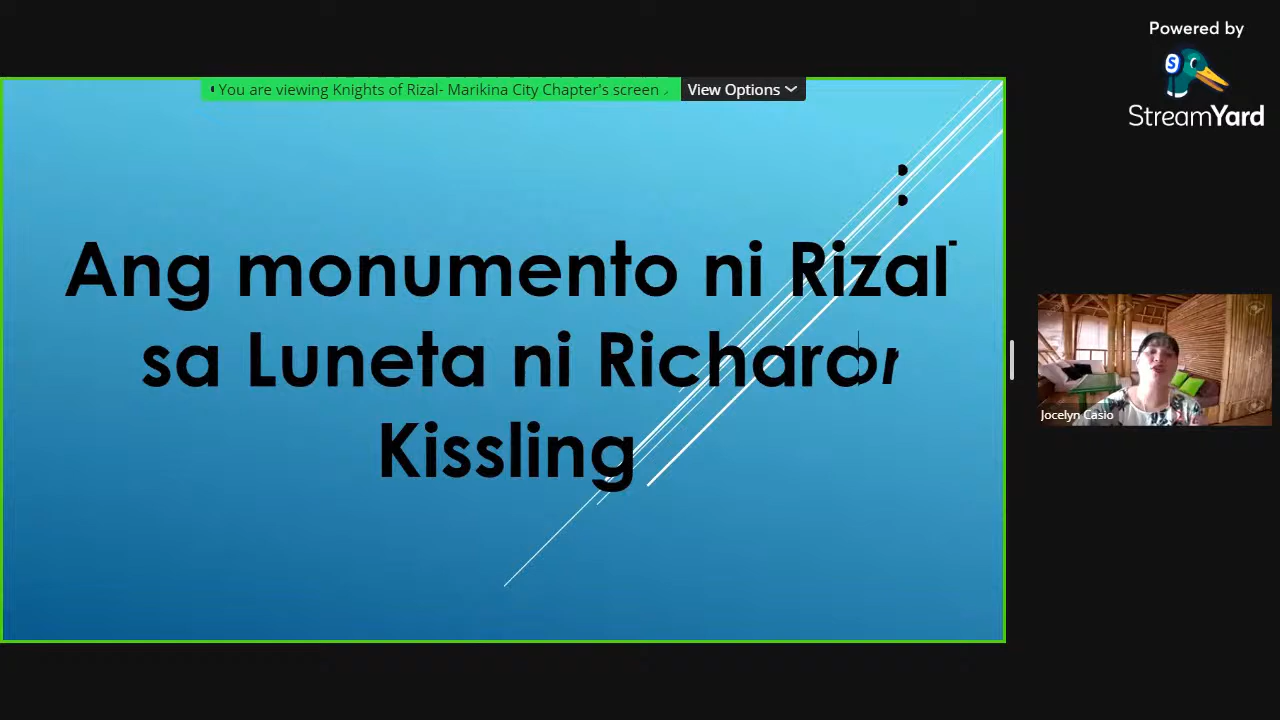 Powered by
StreamYard
You are viewing Knights of Rizal- Marikina City Chapter's screen
View Options
Ang monumento ni Rizal
sa Luneta ni
Kissling
Jocelyn Casio